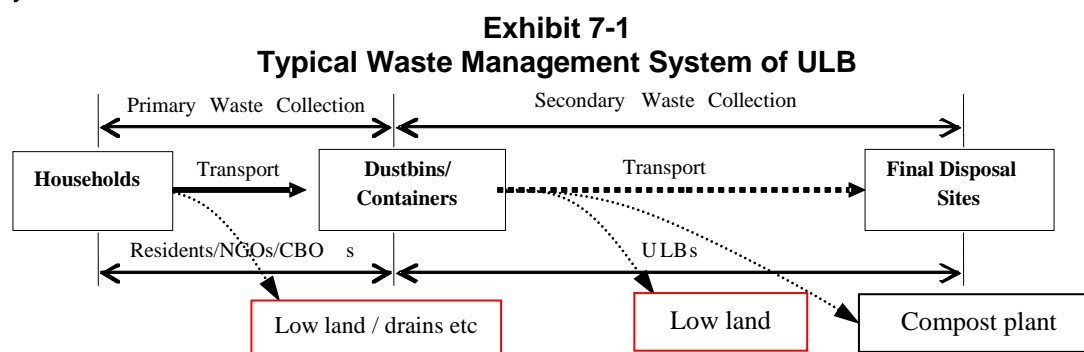 Exhibit 7-1
Typical Waste Management System of ULB
Primary Waste Collection
Secondary Waste Collection
Households
Transport
Dustbins/
Containers
Transport
Final Disposal
Sites
Residents/NGOs/CBO s
ULBs
Low land / drains etc
Low land
Compost plant